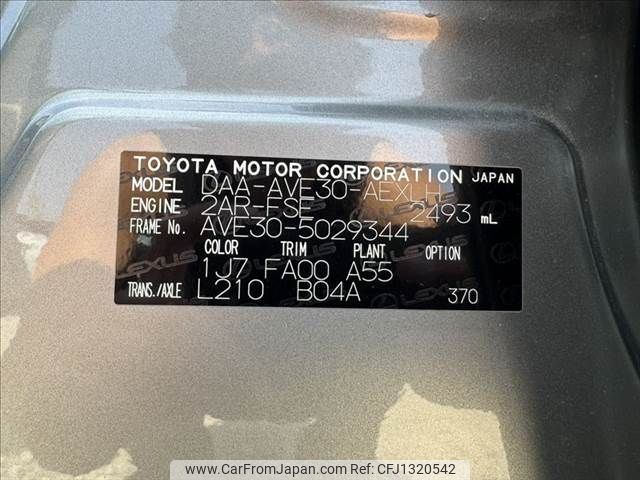 TOYOTA MOTOR CORPORATION JAPAN
MODEL DAA-AVE30-AEXLH
ENGINE 2AR-FSE 2493 mL
FRAME No. AVE30-5029344
COLOR TRIM PLANT OPTION
1J7 FA00 A55
TRANS./AXLE L210 B04A 370
LEXUS
www.CarFromJapan.com | Ref. CFJ1320542